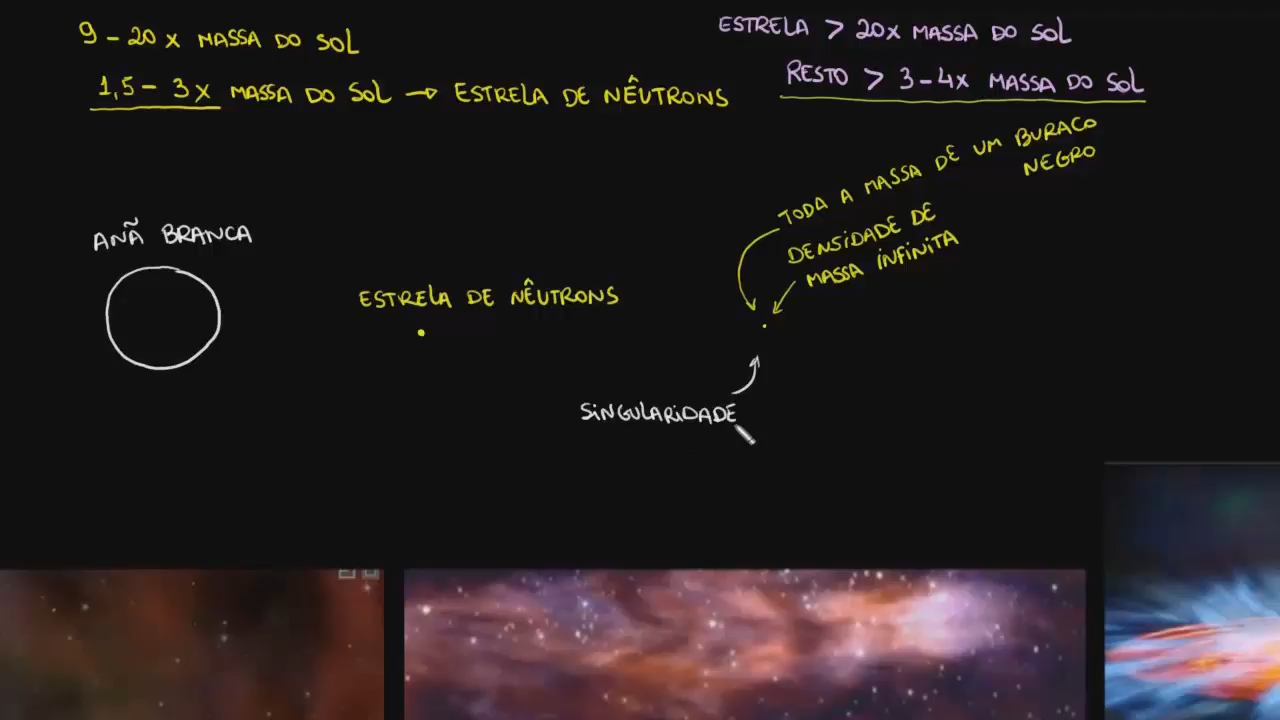 9 - 20 x MASSA DO SOL
1,5 - 3x MASSA DO SOL → ESTRELA DE NÊUTRONS
ESTRELA > 20x MASSA DO SOL
RESTO > 3-4x MASSA DO SOL
TODA A MASSA DE UM BURACO
NEGRO
DENSIDADE DE
MASSA INFINITA
ANÃ BRANCA
ESTRELA DE NÊUTRONS
SINGULARIDADE